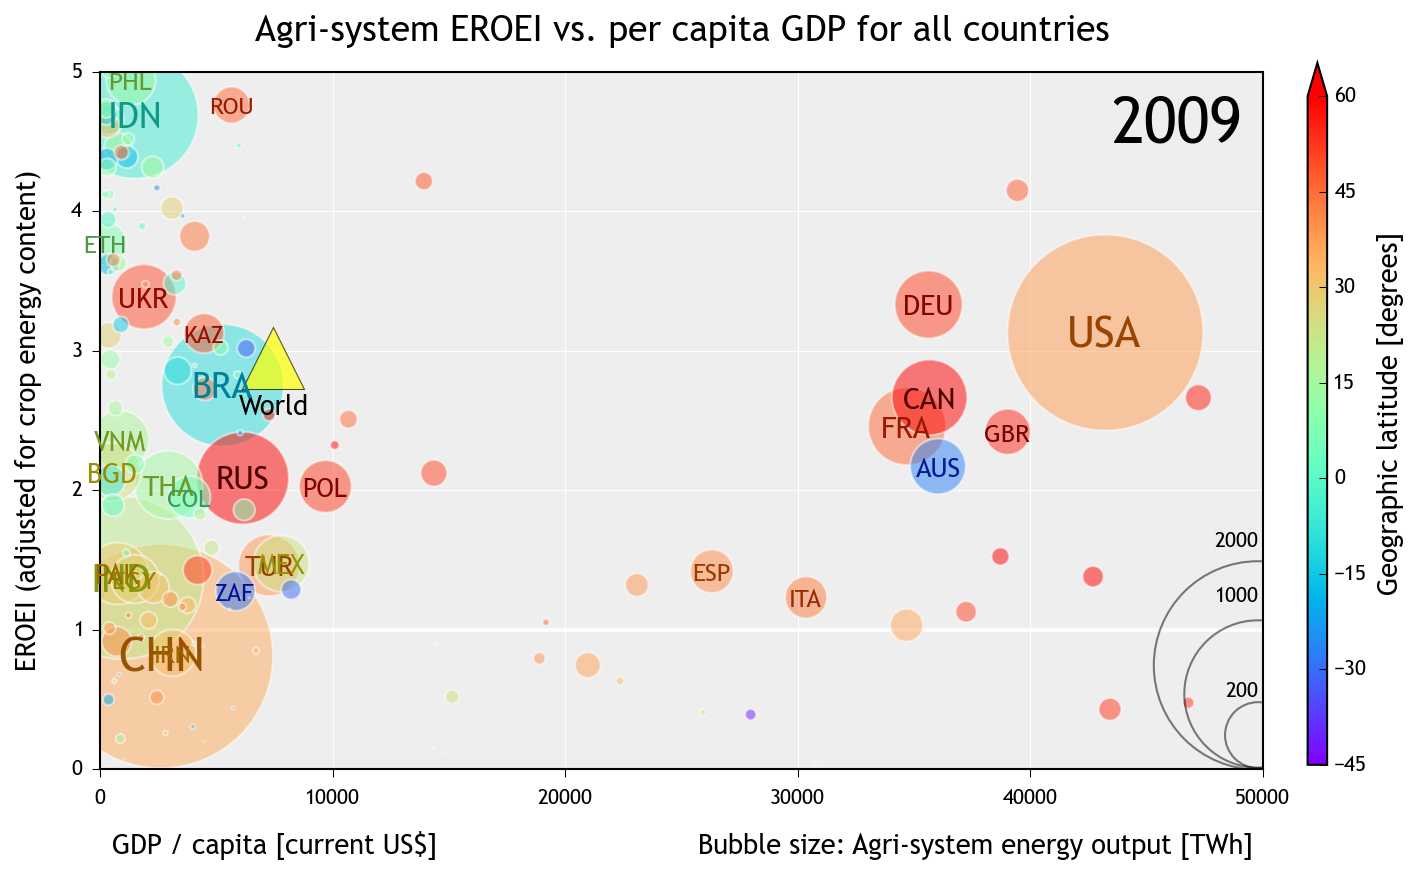 Agri-system EROEI vs. per capita GDP for all countries
2009
EROEI (adjusted for crop energy content)
5
4
3
2
1
0
PHL
IDN
ROU
ETH
UKR
KAZ
BRA
World
VNM
BGD
THA
COL
RUS
POL
TUR
MEX
PAK
IND
EGY
ZAF
CHN
IRN
DEU
USA
CAN
FRA
GBR
AUS
ESP
ITA
2000
1000
200
0
10000
20000
30000
40000
50000
GDP / capita [current US$]
Bubble size: Agri-system energy output [TWh]
60
45
30
15
0
−15
−30
−45
Geographic latitude [degrees]